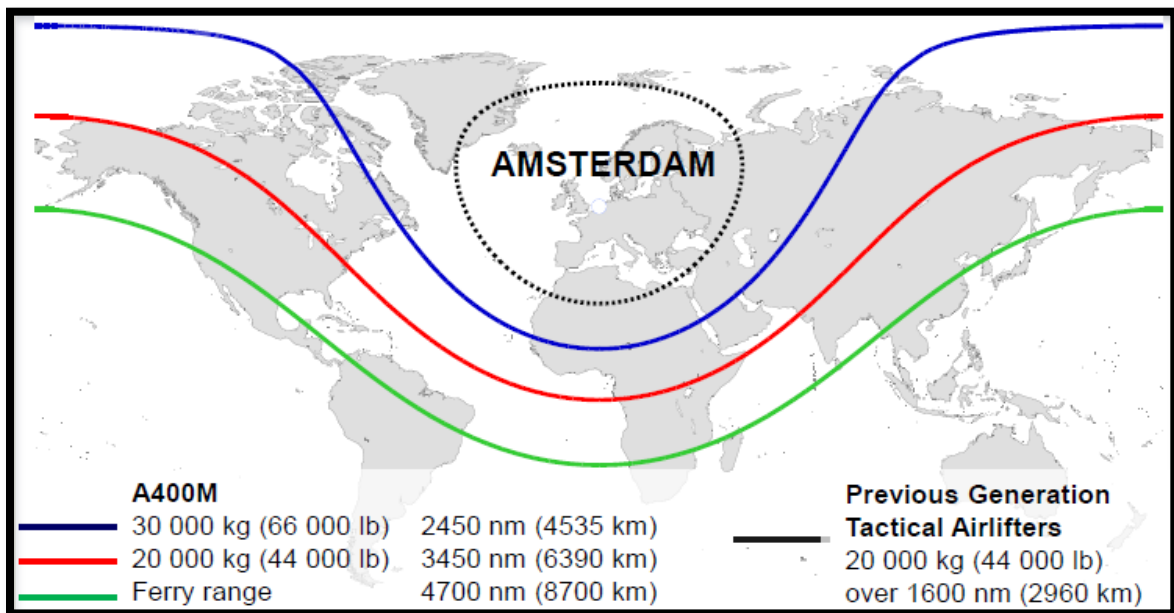 AMSTERDAM
A400M
30 000 kg (66 000 lb) 2450 nm (4535 km)
20 000 kg (44 000 lb) 3450 nm (6390 km)
Ferry range 4700 nm (8700 km)
Previous Generation
Tactical Airlifters
20 000 kg (44 000 lb)
over 1600 nm (2960 km)